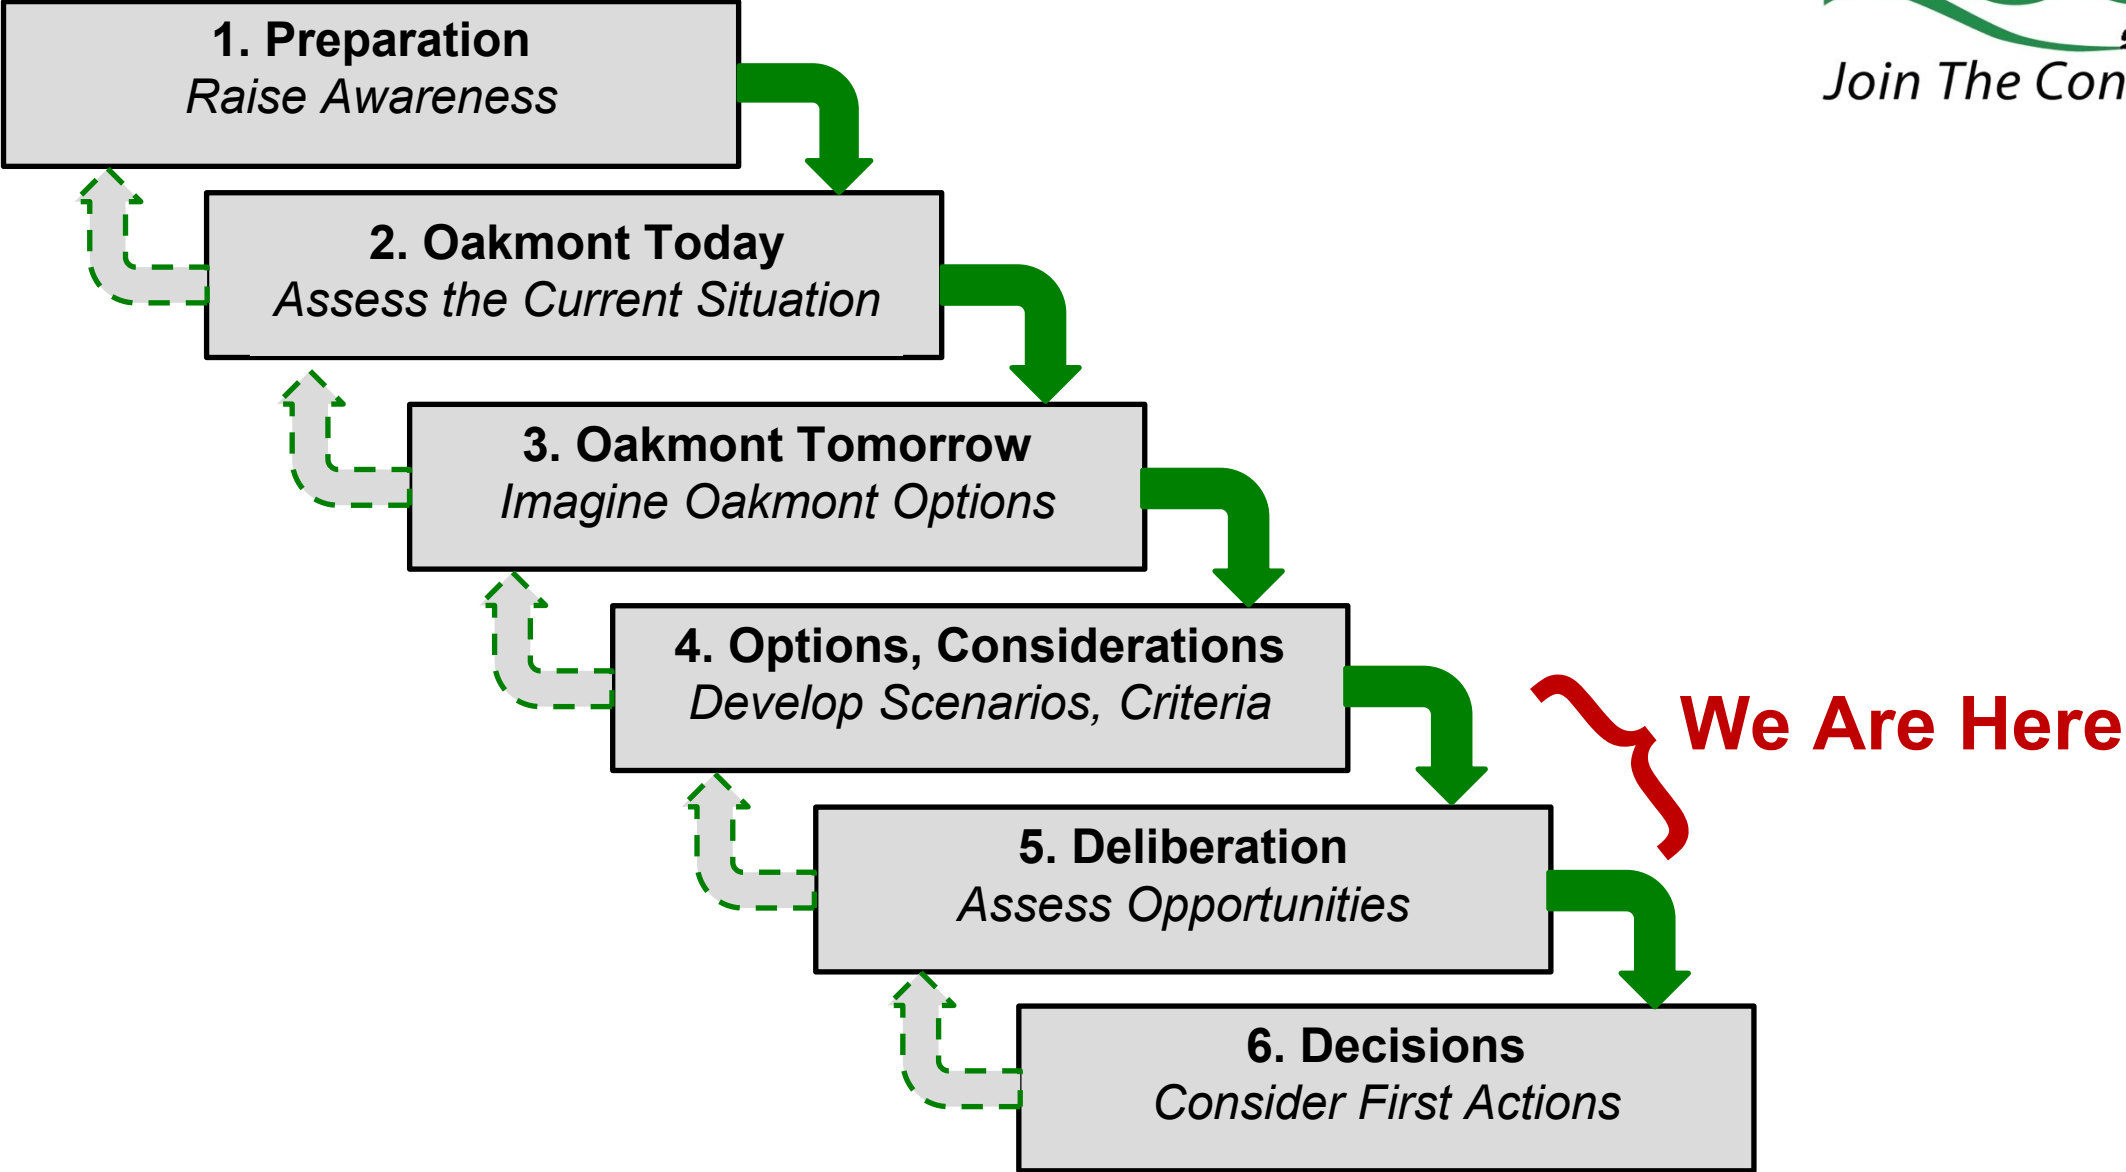 1. Preparation
Raise Awareness
Join The Con
2. Oakmont Today
Assess the Current Situation
3. Oakmont Tomorrow
Imagine Oakmont Options
4. Options, Considerations
Develop Scenarios, Criteria
We Are Here
5. Deliberation
Assess Opportunities
6. Decisions
Consider First Actions